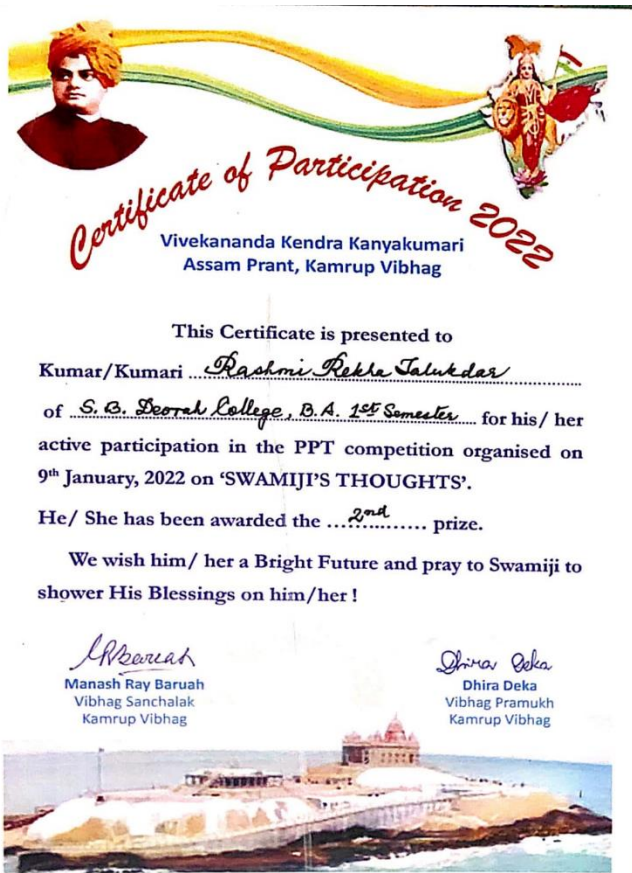 Certificate of Participation 2022
Vivekananda Kendra Kanyakumari
Assam Prant, Kamrup Vibhag
This Certificate is presented to
Kumar/Kumari ...Rashmi Rekha Talukdar...
of ...S. B. Deorah College, B.A. 1st Semester... for his/ her
active participation in the PPT competition organised on
9th January, 2022 on ‘SWAMIJI’S THOUGHTS’.
He/ She has been awarded the ...2nd... prize.
We wish him/ her a Bright Future and pray to Swamiji to
shower His Blessings on him/her !
Dhira Deka
Manash Ray Baruah
Vibhag Sanchalak
Kamrup Vibhag
Dhira Deka
Vibhag Pramukh
Kamrup Vibhag